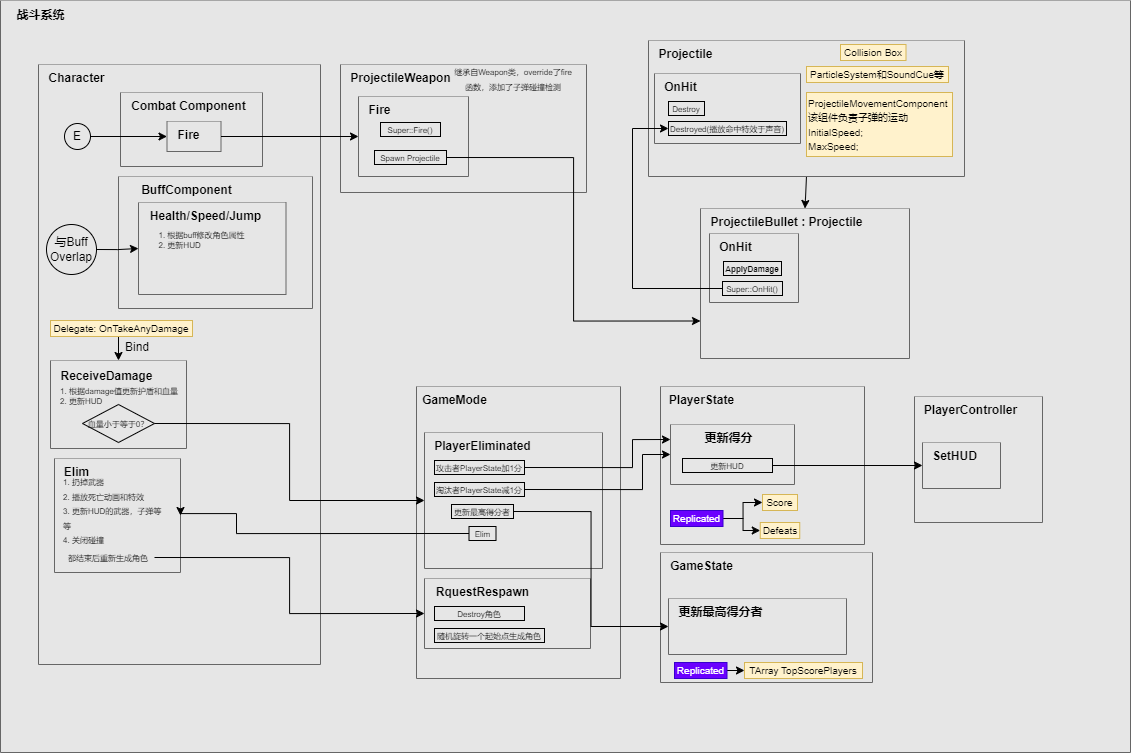 战斗系统
Character
Combat Component
E
Fire
BuffComponent
Health/Speed/Jump
1. 根据buff修改角色属性
2. 更新HUD
与Buff
Overlap
Delegate: OnTakeAnyDamage
Bind
ReceiveDamage
1. 根据damage值更新护盾和血量
2. 更新HUD
血量小于等于0?
Elim
1. 扔掉武器
2. 播放死亡动画和特效
3. 更新HUD的武器，子弹等
等
4. 关闭碰撞
都结束后重新生成角色
ProjectileWeapon
继承自Weapon类，override了fire
函数，添加了子弹碰撞检测
Fire
Super::Fire()
Spawn Projectile
Projectile
Collision Box
ParticleSystem和SoundCue等
OnHit
Destroy
Destroyed(播放命中特效于声音)
ProjectileMovementComponent
该组件负责子弹的运动
InitialSpeed;
MaxSpeed;
ProjectileBullet : Projectile
OnHit
ApplyDamage
Super::OnHit()
GameMode
PlayerEliminated
攻击者PlayerState加1分
淘汰者PlayerState减1分
更新最高得分者
Elim
RquestRespawn
Destroy角色
随机旋转一个起始点生成角色
PlayerState
更新得分
更新HUD
Replicated
Score
Defeats
GameState
更新最高得分者
Replicated
TArray TopScorePlayers
PlayerController
SetHUD